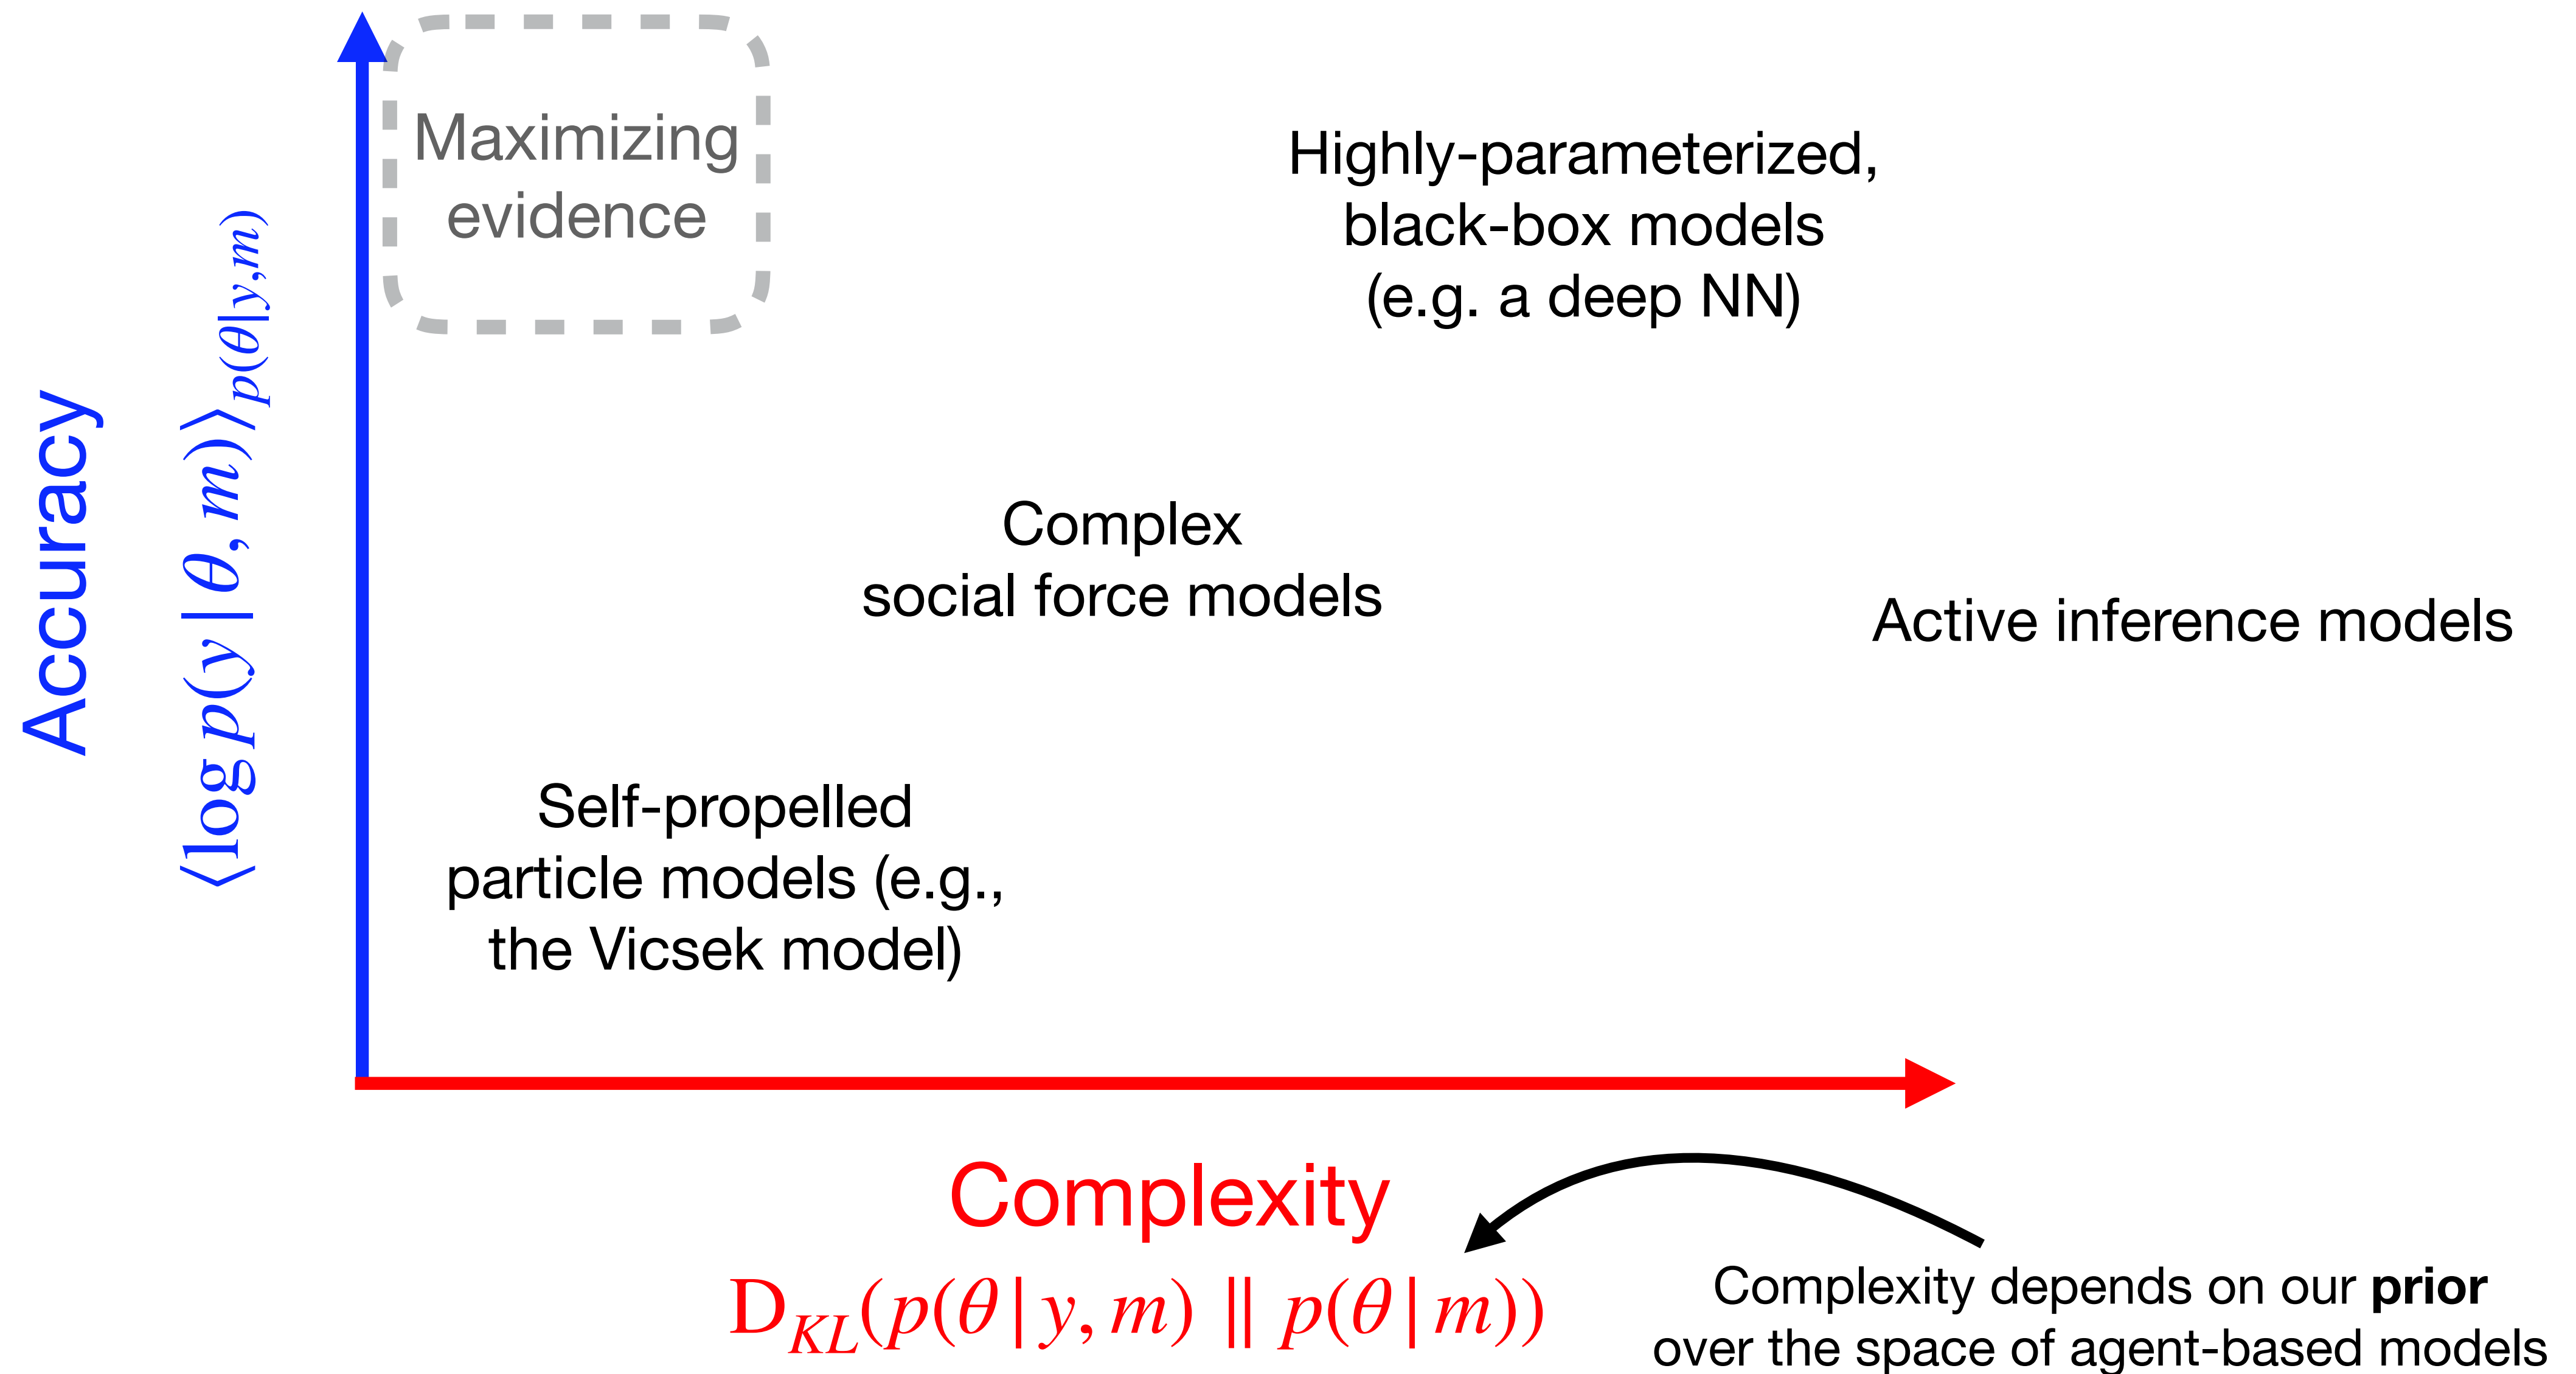 Maximizing
evidence
Highly-parameterized,
black-box models
(e.g. a deep NN)
Accuracy
⟨log p(y | θ, m)⟩p(θ|y,m)
Complex
social force models
Active inference models
Self-propelled
particle models (e.g.,
the Vicsek model)
Complexity
DKL(p(θ | y, m) || p(θ | m))
Complexity depends on our prior
over the space of agent-based models